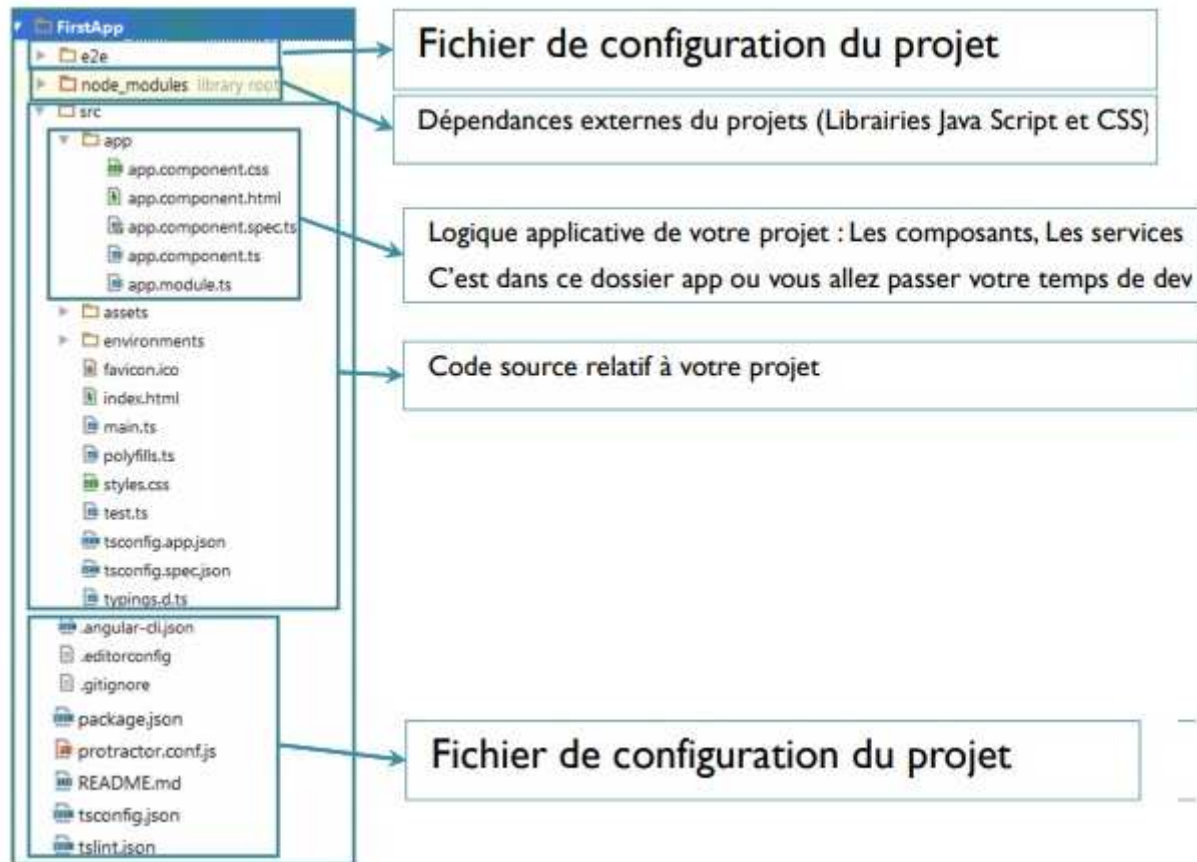 FirstApp
e2e
node_modules library root
src
app
app.component.css
app.component.html
app.component.spec.ts
app.component.ts
app.module.ts
assets
environments
favicon.ico
index.html
main.ts
polyfills.ts
styles.css
test.ts
tsconfig.app.json
tsconfig.spec.json
typings.d.ts
.angular-cli.json
.editorconfig
.gitignore
package.json
protractor.conf.js
README.md
tsconfig.json
tslint.json
Fichier de configuration du projet
Dépendances externes du projets (Librairies Java Script et CSS)
Logique applicative de votre projet : Les composants, Les services
C'est dans ce dossier app ou vous allez passer votre temps de dev
Code source relatif à votre projet
Fichier de configuration du projet